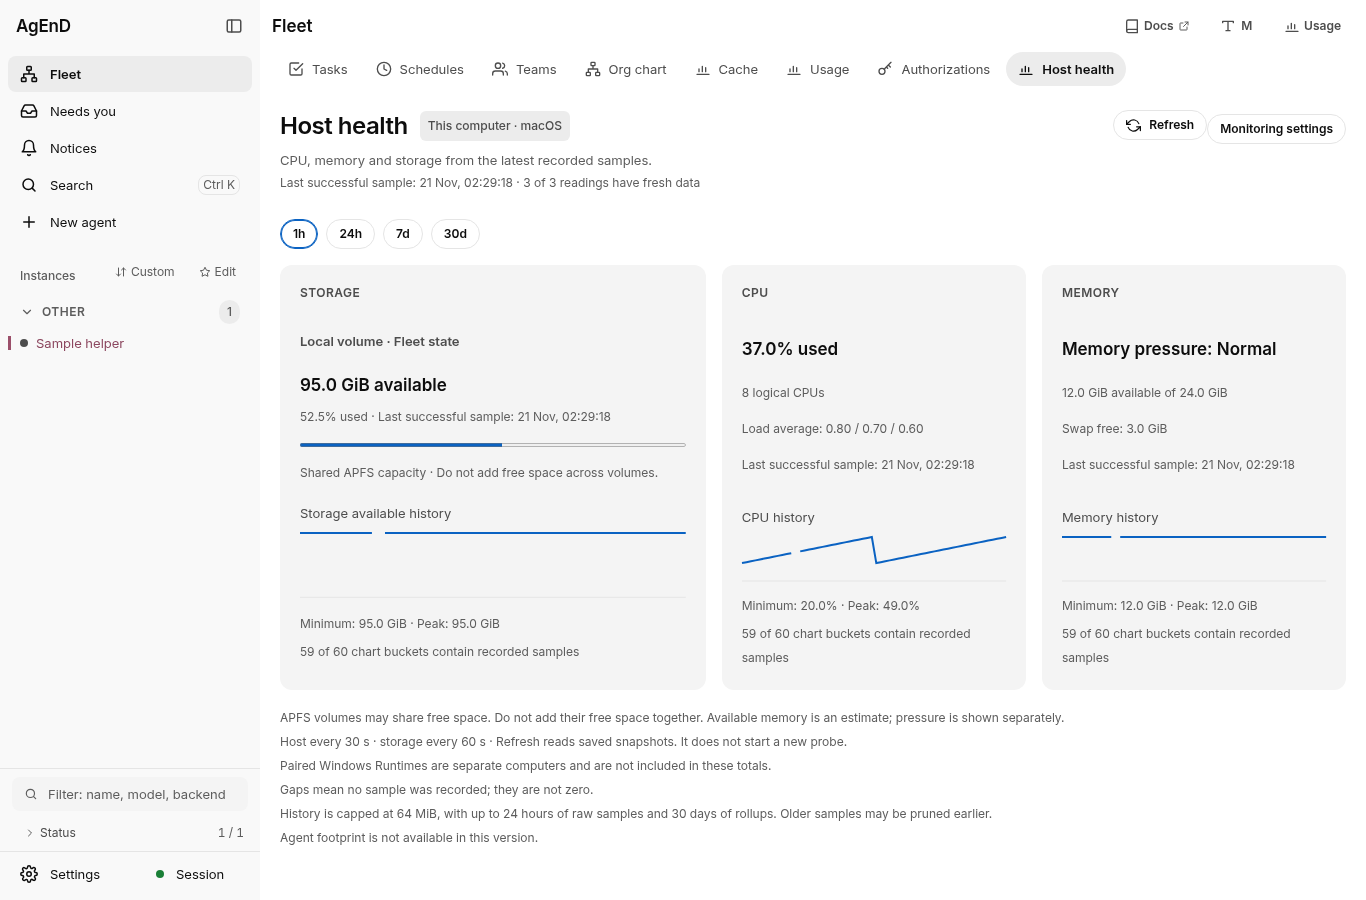 AgEnD
Fleet
Needs you
Notices
Search
Ctrl K
New agent
Instances
Custom
Edit
OTHER
1
Sample helper
Filter: name, model, backend
Status
1 / 1
Settings
Session
Fleet
Docs
M
Usage
Tasks
Schedules
Teams
Org chart
Cache
Usage
Authorizations
Host health
Host health
This computer · macOS
Refresh
Monitoring settings
CPU, memory and storage from the latest recorded samples.
Last successful sample: 21 Nov, 02:29:18 · 3 of 3 readings have fresh data
1h
24h
7d
30d
STORAGE
Local volume · Fleet state
95.0 GiB available
52.5% used · Last successful sample: 21 Nov, 02:29:18
Shared APFS capacity · Do not add free space across volumes.
Storage available history
Minimum: 95.0 GiB · Peak: 95.0 GiB
59 of 60 chart buckets contain recorded samples
CPU
37.0% used
8 logical CPUs
Load average: 0.80 / 0.70 / 0.60
Last successful sample: 21 Nov, 02:29:18
CPU history
Minimum: 20.0% · Peak: 49.0%
59 of 60 chart buckets contain recorded
samples
MEMORY
Memory pressure: Normal
12.0 GiB available of 24.0 GiB
Swap free: 3.0 GiB
Last successful sample: 21 Nov, 02:29:18
Memory history
Minimum: 12.0 GiB · Peak: 12.0 GiB
59 of 60 chart buckets contain recorded
samples
APFS volumes may share free space. Do not add their free space together. Available memory is an estimate; pressure is shown separately.
Host every 30 s · storage every 60 s · Refresh reads saved snapshots. It does not start a new probe.
Paired Windows Runtimes are separate computers and are not included in these totals.
Gaps mean no sample was recorded; they are not zero.
History is capped at 64 MiB, with up to 24 hours of raw samples and 30 days of rollups. Older samples may be pruned earlier.
Agent footprint is not available in this version.